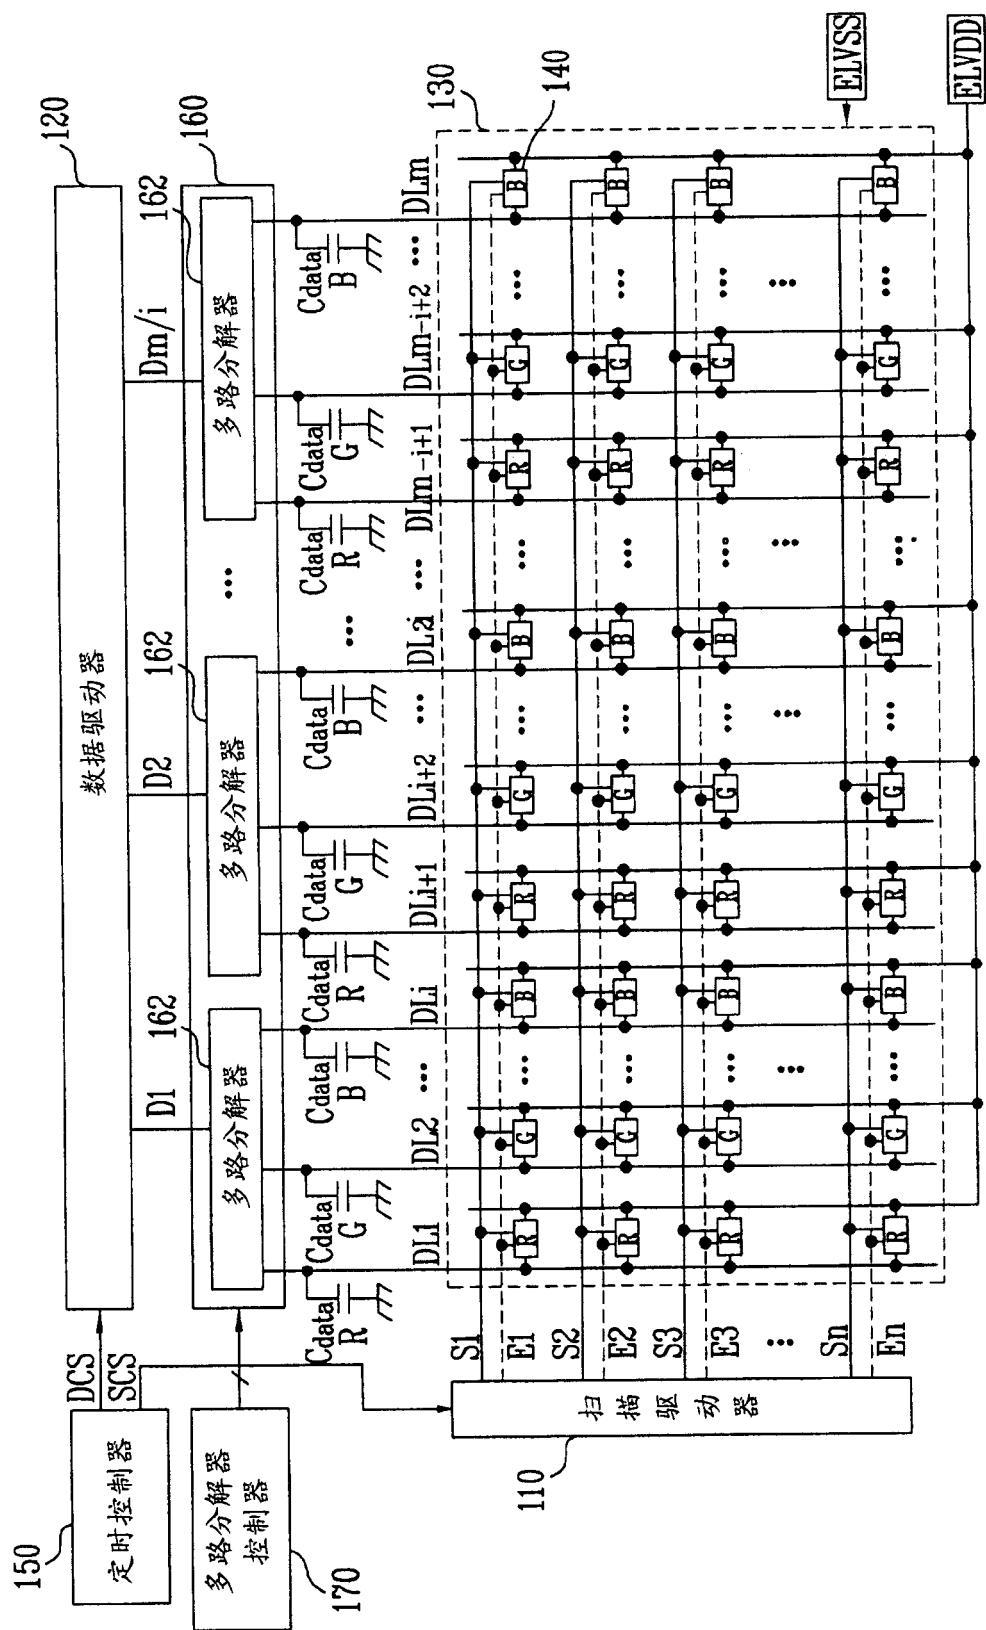 120
数据驱动器
160
D1
D2
Dm/i
162
162
162
多路分解器
多路分解器
...
多路分解器
150
定时控制器
DCS
SCS
多路分解器
控制器
170
Cdata
R
Cdata
G
Cdata
B
Cdata
R
Cdata
G
Cdata
B
...
Cdata
R
Cdata
G
Cdata
B
DL1
DL2
...
DLi
DLi+1
DLi+2
...
...
DLm-i+1
DLm-i+2
...
DLm
130
140
110
扫描驱动器
S1
E1
R
G
...
B
R
G
...
B
...
R
G
...
B
S2
E2
R
G
...
B
R
G
...
B
...
R
G
...
B
S3
E3
R
G
...
B
R
G
...
B
...
R
G
...
B
...
...
...
...
...
Sn
En
R
G
...
B
R
G
...
B
...
R
G
...
B
ELVSS
ELVDD